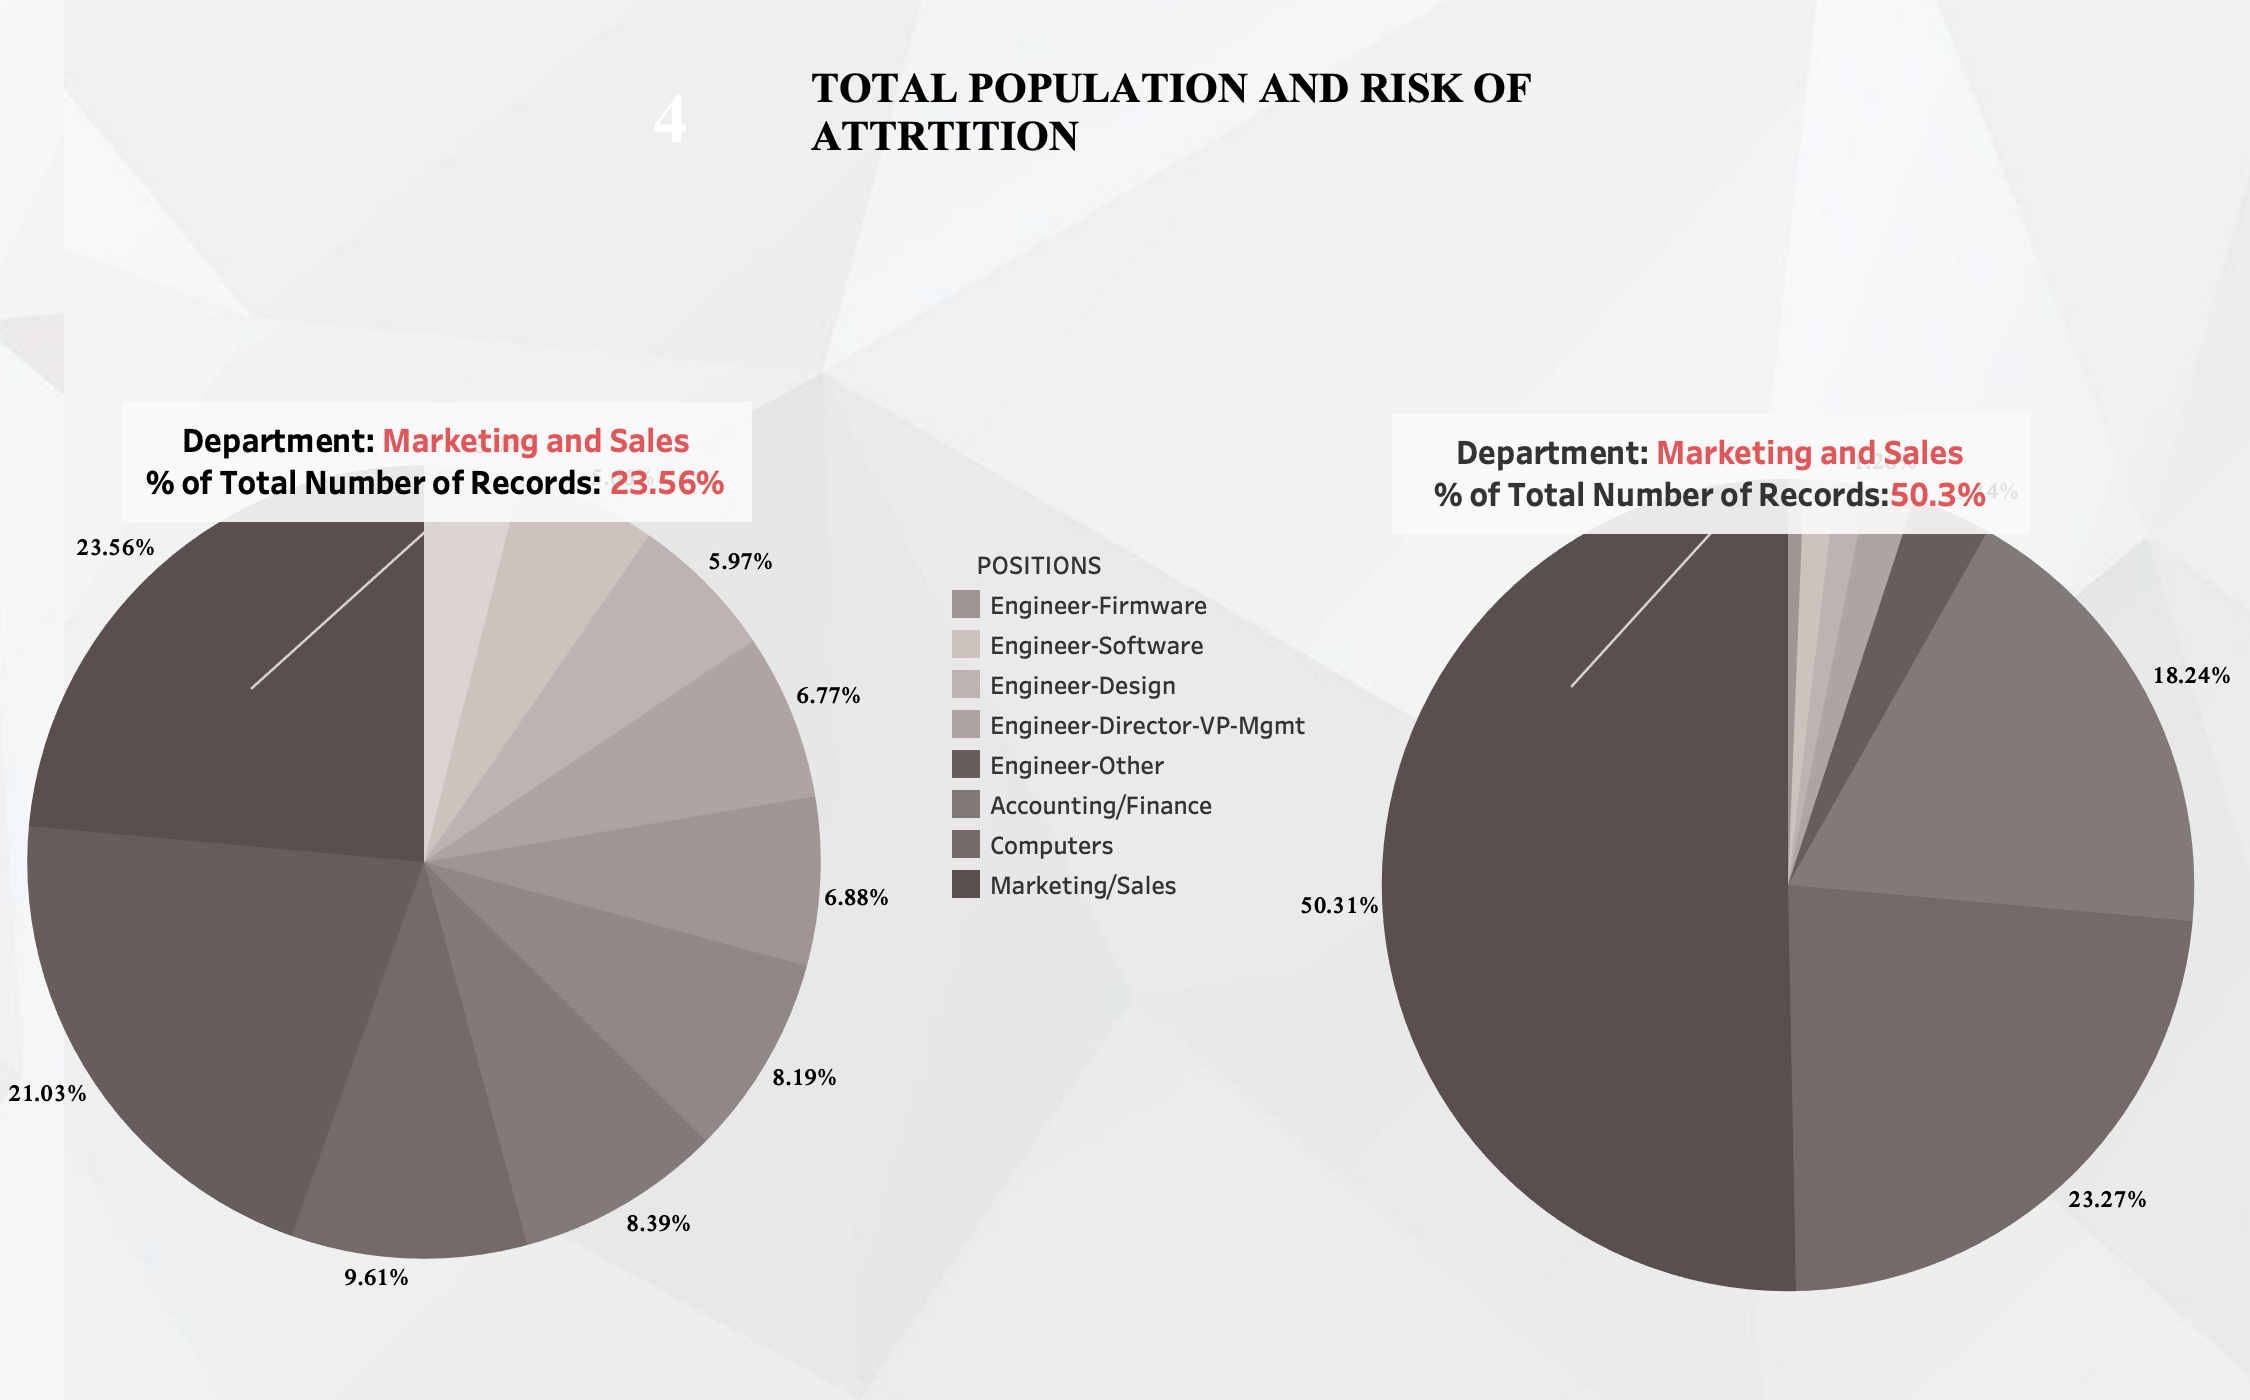 4
TOTAL POPULATION AND RISK OF
ATTRTITION
Department: Marketing and Sales
% of Total Number of Records: 23.56%
23.56%
5.97%
6.77%
6.88%
8.19%
8.39%
9.61%
21.03%
POSITIONS
Engineer-Firmware
Engineer-Software
Engineer-Design
Engineer-Director-VP-Mgmt
Engineer-Other
Accounting/Finance
Computers
Marketing/Sales
Department: Marketing and Sales
% of Total Number of Records:50.3%
18.24%
50.31%
23.27%